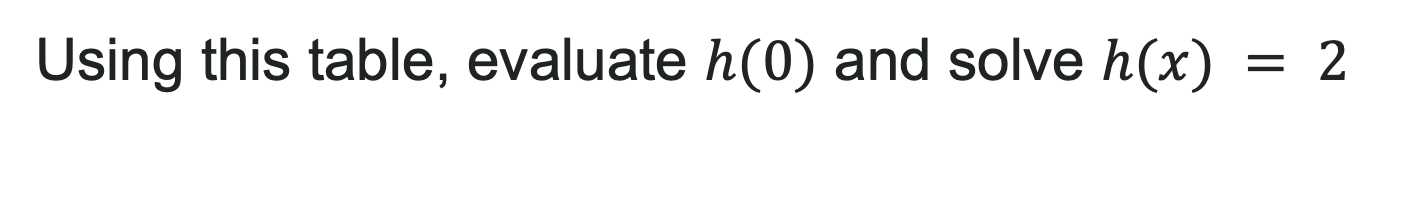 Using this table, evaluate h(0) and solve h(x) = 2